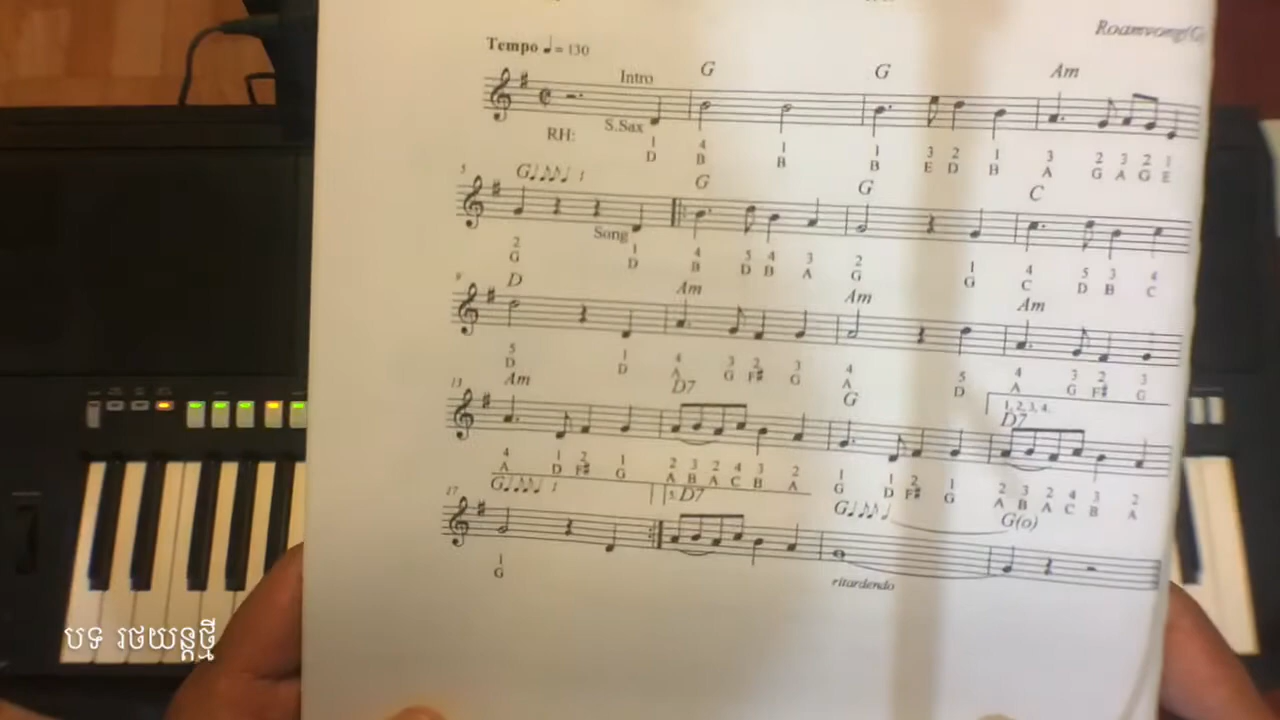 Roamvong(G)
Tempo ♩ = 130
Intro G G Am
RH: S.Sax
1 4 1 1 3 2 1 3 2 3 2 1
D B B B E D B A G A G E
5 G 1 G G C
Song
2 1 4 5 4 3 2 1 4 5 3 4
G D B D B A G G C D B C
9 D Am Am Am
5 1 4 3 2 3 4 5 4 3 2 3
D D A G F# G A D A G F# G
13 Am D7 G 1, 2, 3, 4. D7
4 1 2 1 2 3 2 4 3 2 1 1 2 1 2 3 2 4 3 2
A D F# G A B A C B A G D F# G A B A C B A
17 G 1 5. D7 G G(o)
1
G
ritardendo
បទ រថយន្តថ្មី